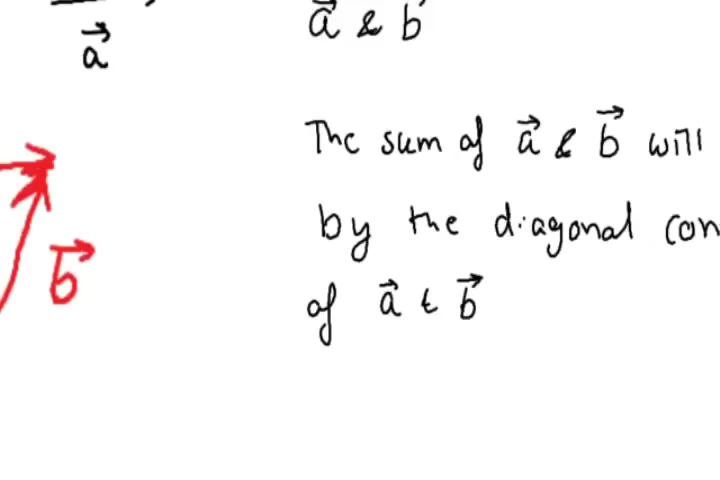 a⃗ & b⃗
a⃗
The sum of a⃗ & b⃗ will
by the diagonal con
b⃗
of a⃗ & b⃗